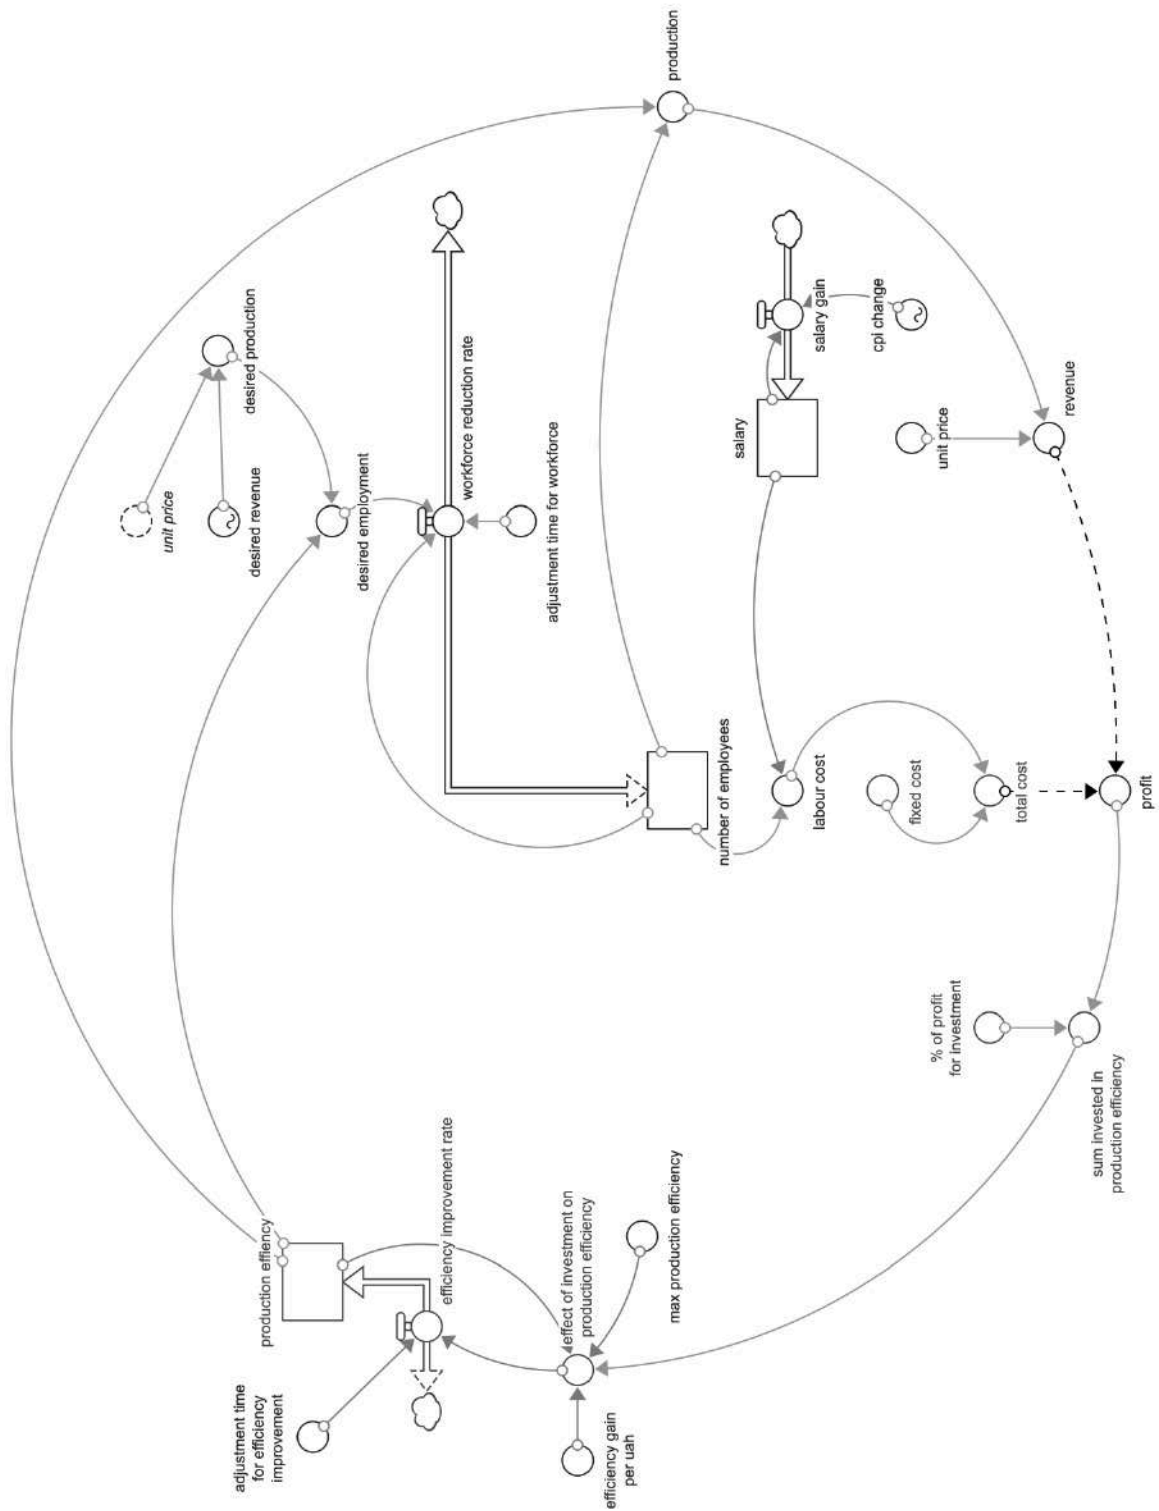 production
desired production
unit price
desired revenue
desired employment
workforce reduction rate
adjustment time for workforce
number of employees
salary
salary gain
cpi change
unit price
revenue
labour cost
fixed cost
total cost
profit
% of profit
for investment
sum invested in
production efficiency
production effiency
efficiency improvement rate
adjustment time
for efficiency
improvement
effect of investment on
production efficiency
max production efficiency
efficiency gain
per uah